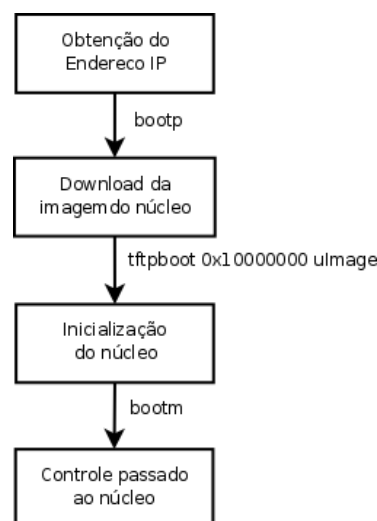 Obtenção do
Endereco IP
bootp
Download da
imagemdo núcleo
tftpboot 0x10000000 uImage
Inicialização
do núcleo
bootm
Controle passado
ao núcleo